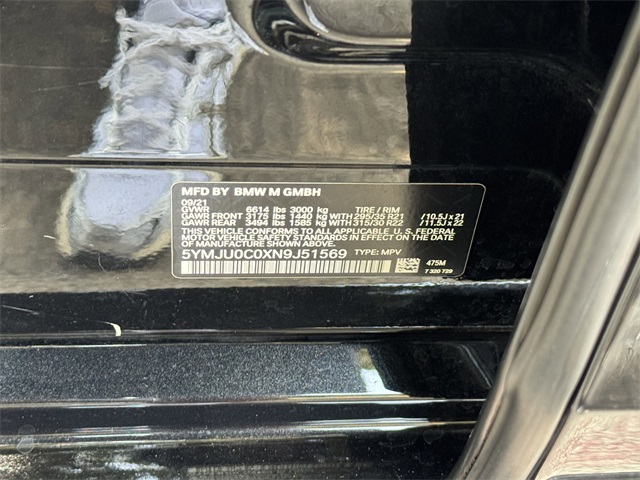 MFD BY BMW M GMBH
09/21
GVWR 6614 lbs 3000 kg TIRE / RIM
GAWR FRONT 3175 lbs 1440 kg WITH 295/35 R21 / 10.5J x 21
GAWR REAR 3494 lbs 1585 kg WITH 315/30 R22 / 11.5J x 22
THIS VEHICLE CONFORMS TO ALL APPLICABLE U. S. FEDERAL
MOTOR VEHICLE SAFETY STANDARDS IN EFFECT ON THE DATE OF
MANUFACTURE SHOWN ABOVE.
5YMJU0C0XN9J51569 TYPE: MPV
475M
7 320 729